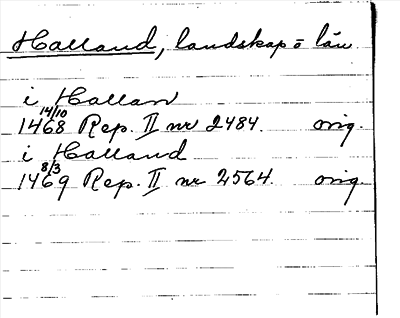 Halland, landskap o län
i Hallan
14/10
1468 Rep. II nr 2484. orig.
i Halland
8/3
1469 Rep. II nr 2564. orig.